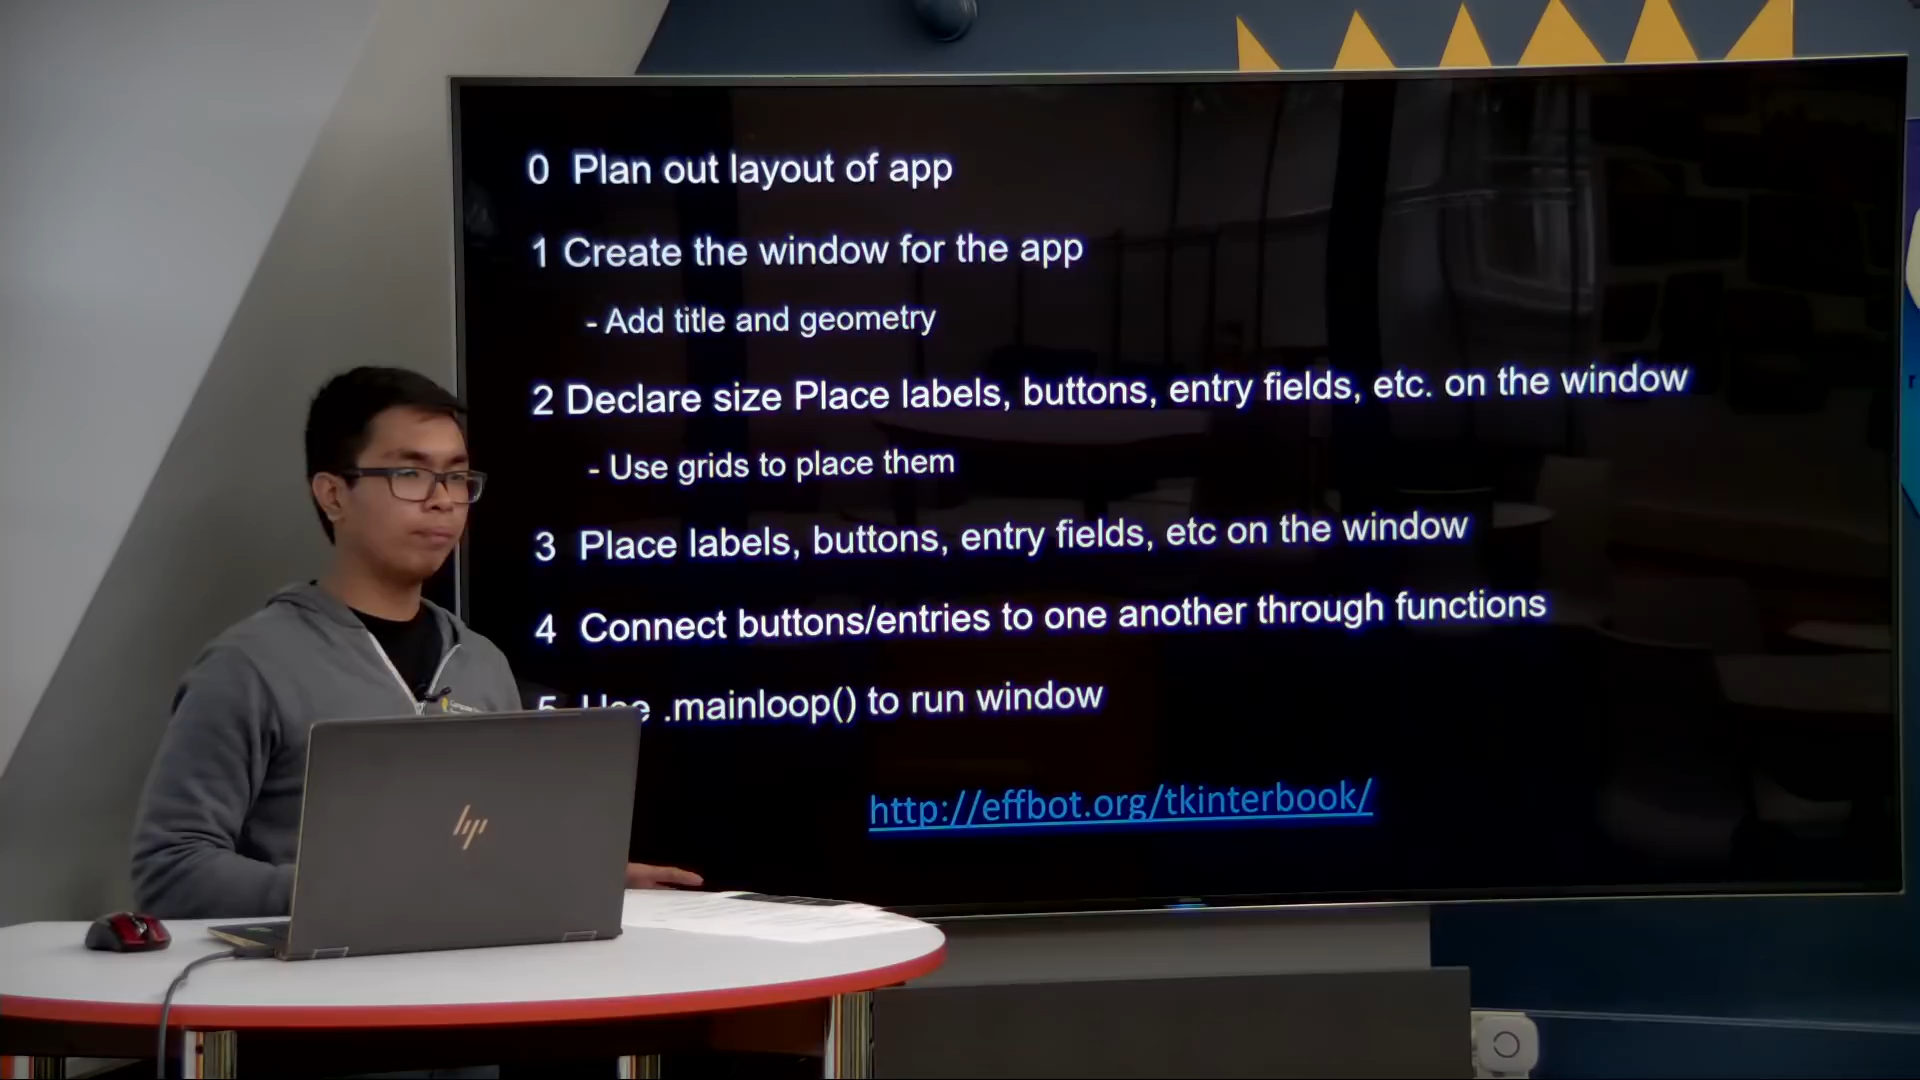 0 Plan out layout of app
1 Create the window for the app
- Add title and geometry
2 Declare size Place labels, buttons, entry fields, etc. on the window
- Use grids to place them
3 Place labels, buttons, entry fields, etc on the window
4 Connect buttons/entries to one another through functions
5 Use .mainloop() to run window
http://effbot.org/tkinterbook/
hp